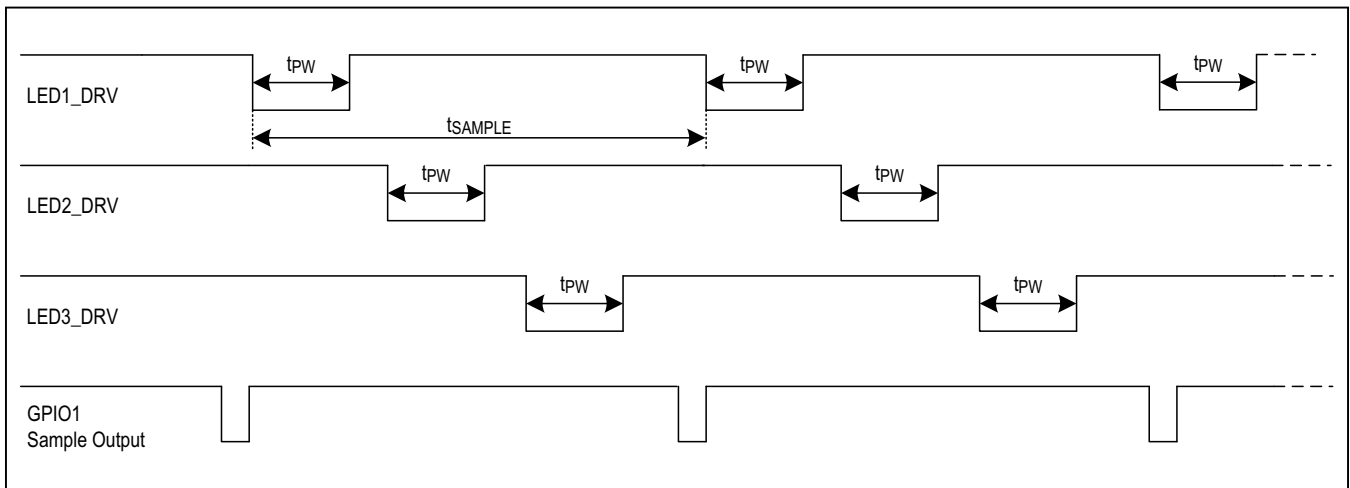 tPW
tPW
tPW
LED1_DRV
tSAMPLE
tPW
tPW
LED2_DRV
tPW
tPW
LED3_DRV
GPIO1
Sample Output